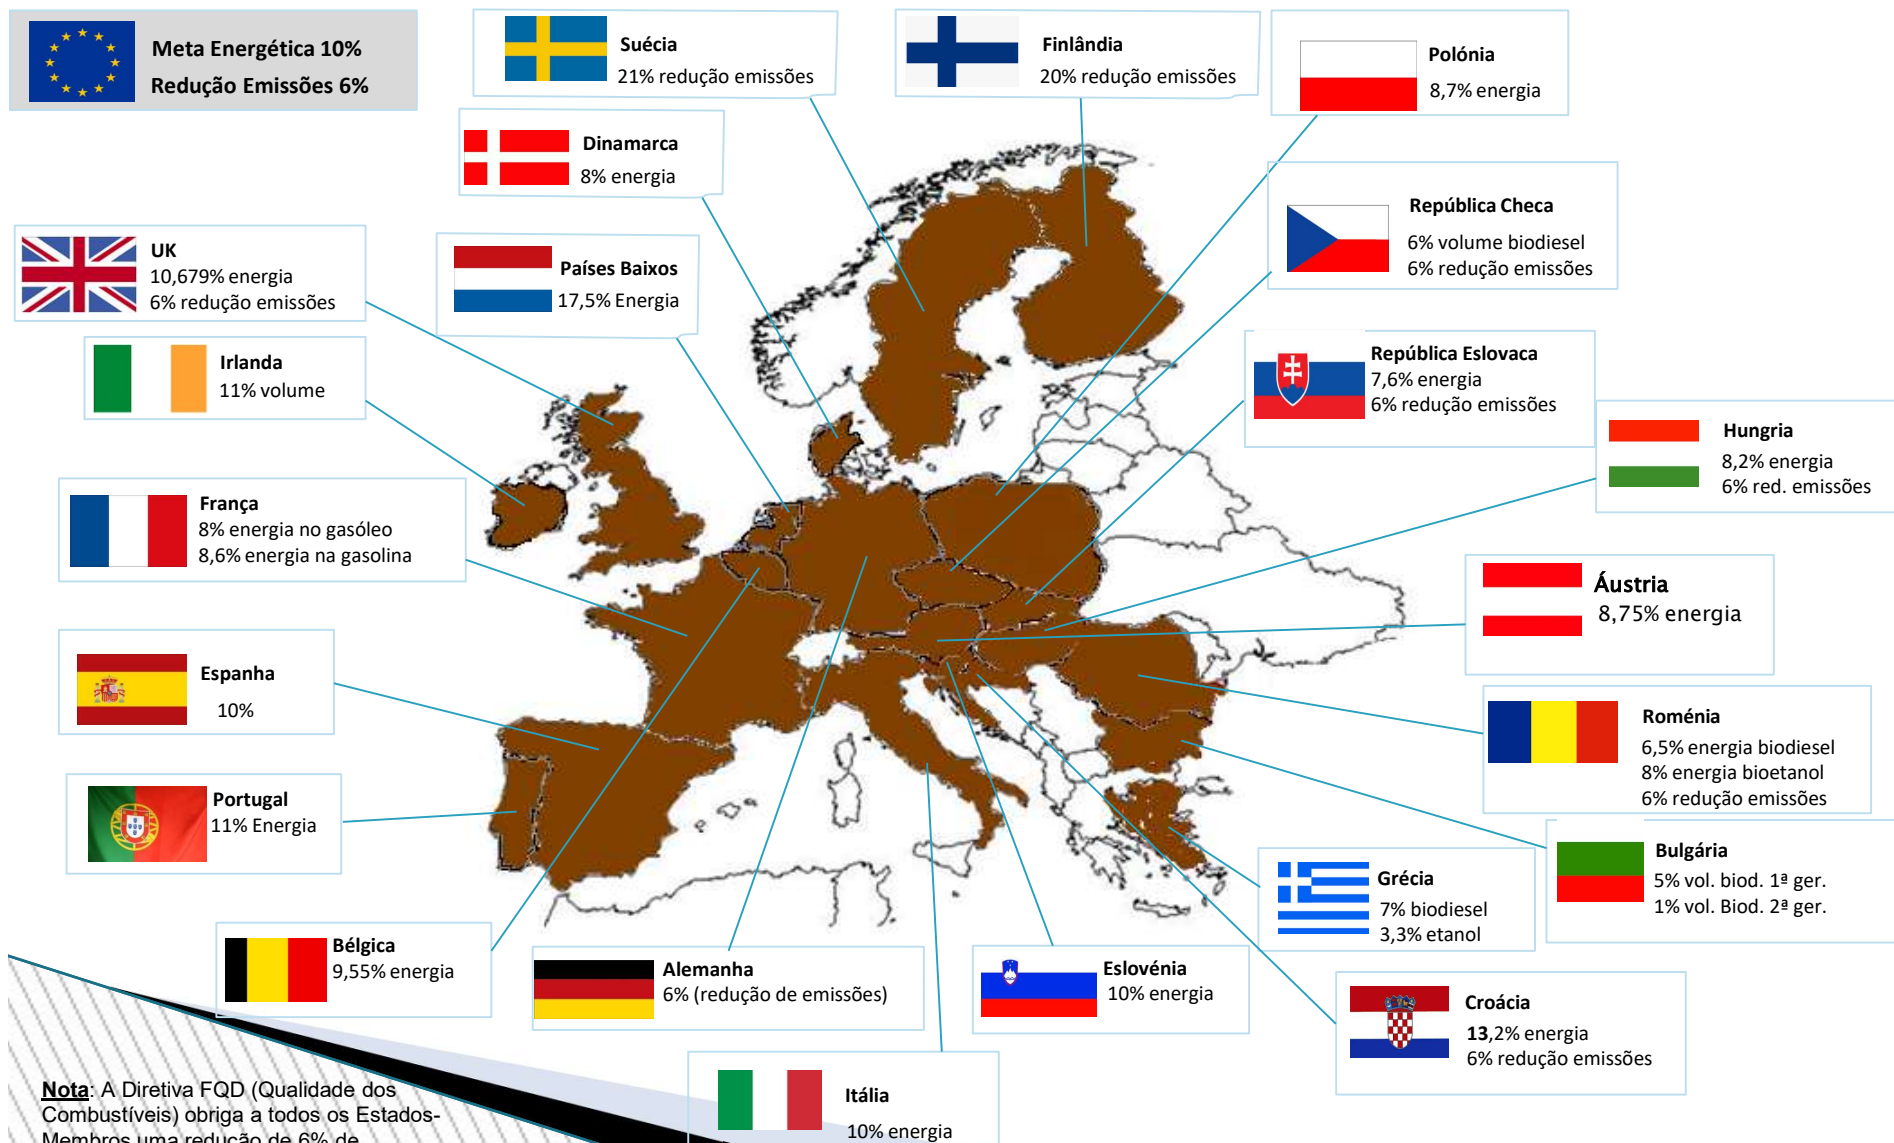 Meta Energética 10%
Redução Emissões 6%
Suécia
21% redução emissões
Finlândia
20% redução emissões
Polónia
8,7% energia
Dinamarca
8% energia
República Checa
6% volume biodiesel
6% redução emissões
UK
10,679% energia
6% redução emissões
Países Baixos
17,5% Energia
Irlanda
11% volume
República Eslovaca
7,6% energia
6% redução emissões
Hungria
8,2% energia
6% red. emissões
França
8% energia no gasóleo
8,6% energia na gasolina
Áustria
8,75% energia
Espanha
10%
Roménia
6,5% energia biodiesel
8% energia bioetanol
6% redução emissões
Portugal
11% Energia
Bulgária
5% vol. biod. 1ª ger.
1% vol. Biod. 2ª ger.
Grécia
7% biodiesel
3,3% etanol
Bélgica
9,55% energia
Alemanha
6% (redução de emissões)
Eslovénia
10% energia
Croácia
13,2% energia
6% redução emissões
Itália
10% energia
Nota: A Diretiva FQD (Qualidade dos
Combustíveis) obriga a todos os Estados-
Membros uma redução de 6% de